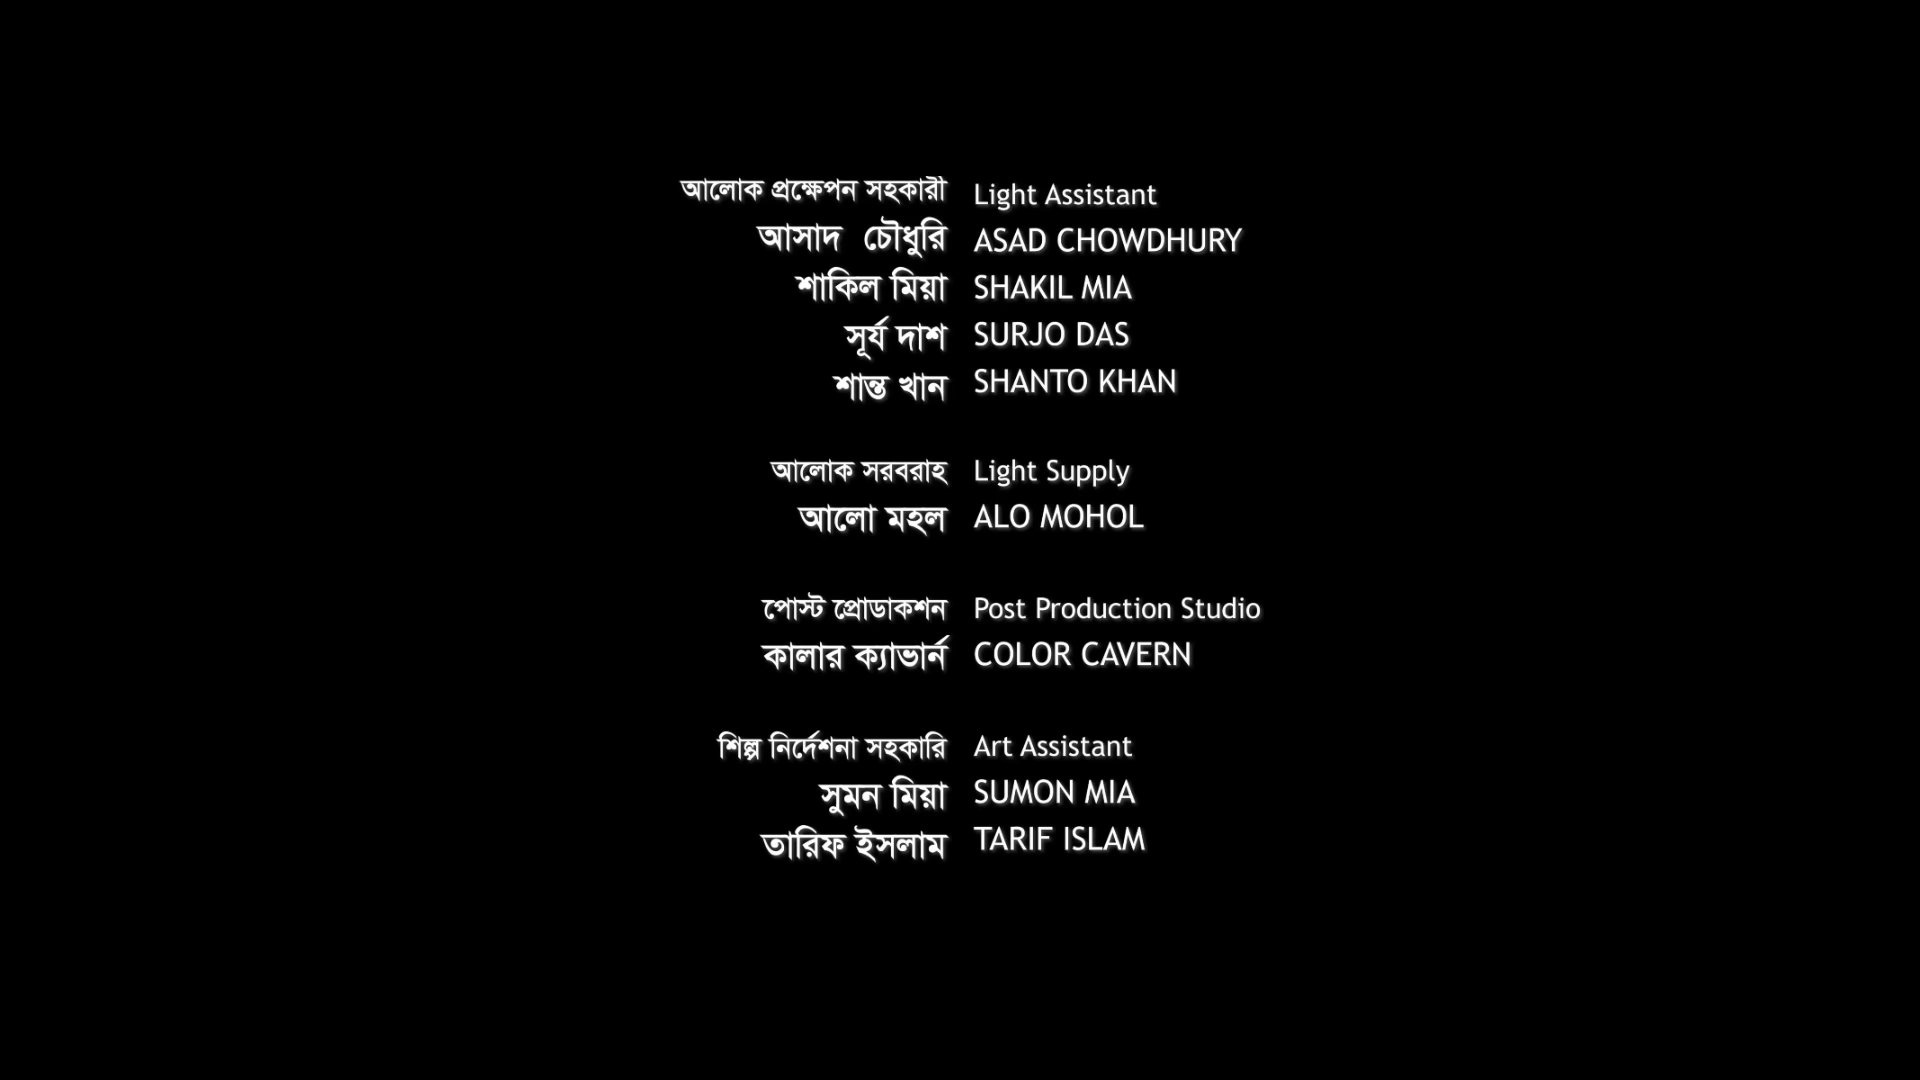 আলোক প্রক্ষেপন সহকারী Light Assistant
আসাদ চৌধুরি ASAD CHOWDHURY
শাকিল মিয়া SHAKIL MIA
সূর্য দাশ SURJO DAS
শান্ত খান SHANTO KHAN
আলোক সরবরাহ Light Supply
আলো মহল ALO MOHOL
পোস্ট প্রোডাকশন Post Production Studio
কালার ক্যাভার্ন COLOR CAVERN
শিল্প নির্দেশনা সহকারি Art Assistant
সুমন মিয়া SUMON MIA
তারিফ ইসলাম TARIF ISLAM